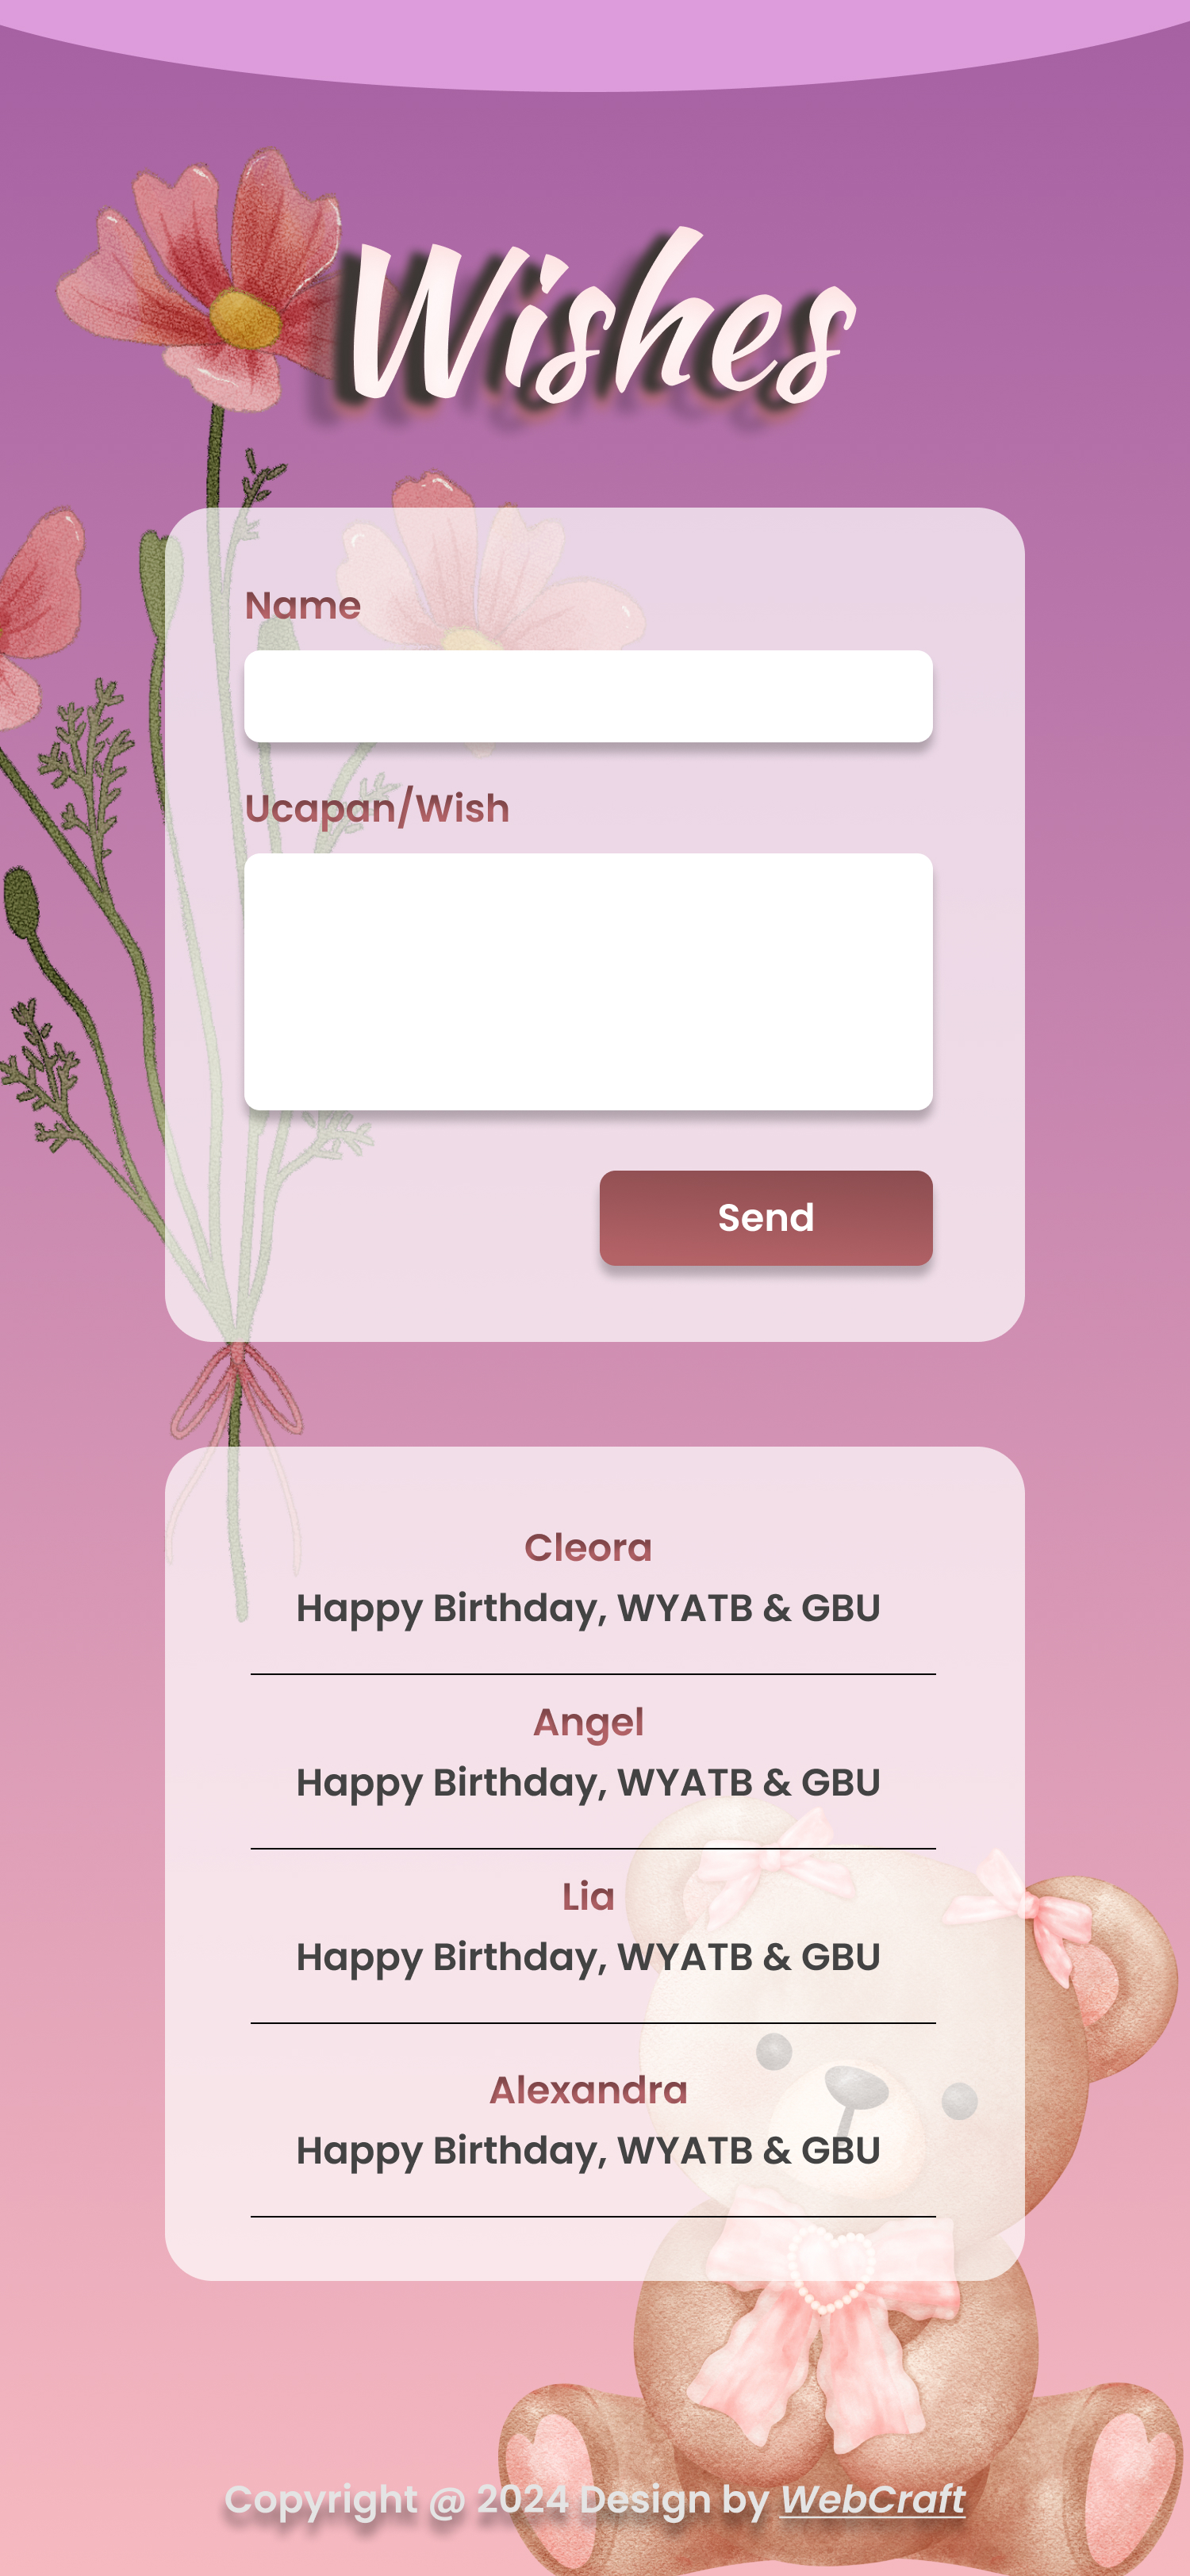 Wishes
Name
Ucapan/Wish
Send
Cleora
Happy Birthday, WYATB & GBU
Angel
Happy Birthday, WYATB & GBU
Lia
Happy Birthday, WYATB & GBU
Alexandra
Happy Birthday, WYATB & GBU
Copyright @ 2024 Design by WebCraft